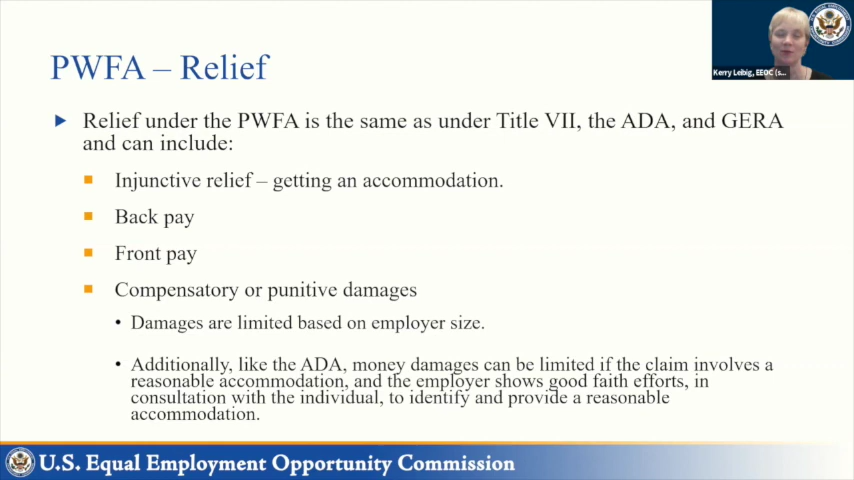 Kerry Leibig, EEOC (s...
PWFA – Relief
Relief under the PWFA is the same as under Title VII, the ADA, and GERA
and can include:
Injunctive relief – getting an accommodation.
Back pay
Front pay
Compensatory or punitive damages
• Damages are limited based on employer size.
• Additionally, like the ADA, money damages can be limited if the claim involves a
reasonable accommodation, and the employer shows good faith efforts, in
consultation with the individual, to identify and provide a reasonable
accommodation.
U.S. Equal Employment Opportunity Commission